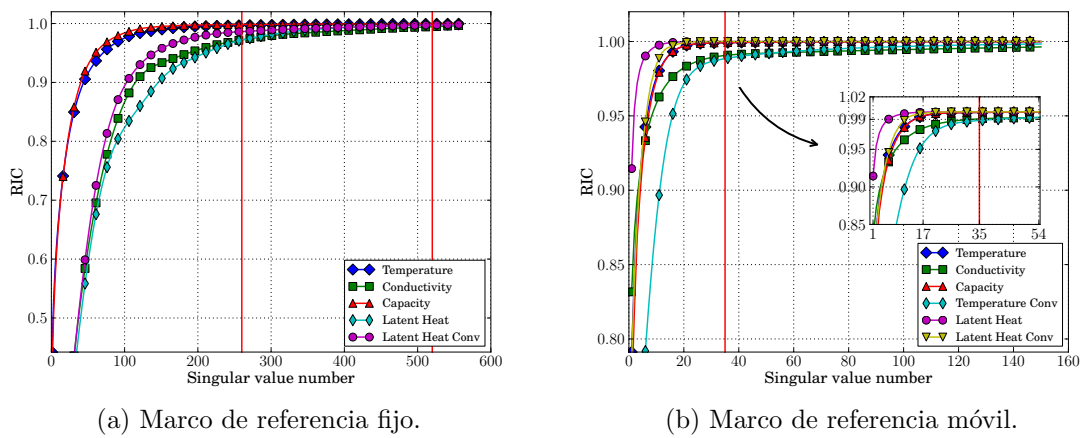 1.0
0.9
0.8
0.7
0.6
0.5
RIC
0
100
200
300
400
500
600
Singular value number
Temperature
Conductivity
Capacity
Latent Heat
Latent Heat Conv
(a) Marco de referencia fijo.
1.00
0.95
0.90
0.85
0.80
RIC
0
20
40
60
80
100
120
140
160
Singular value number
1.02
0.99
0.95
0.90
0.85
1
17
35
54
Temperature
Conductivity
Capacity
Temperature Conv
Latent Heat
Latent Heat Conv
(b) Marco de referencia móvil.